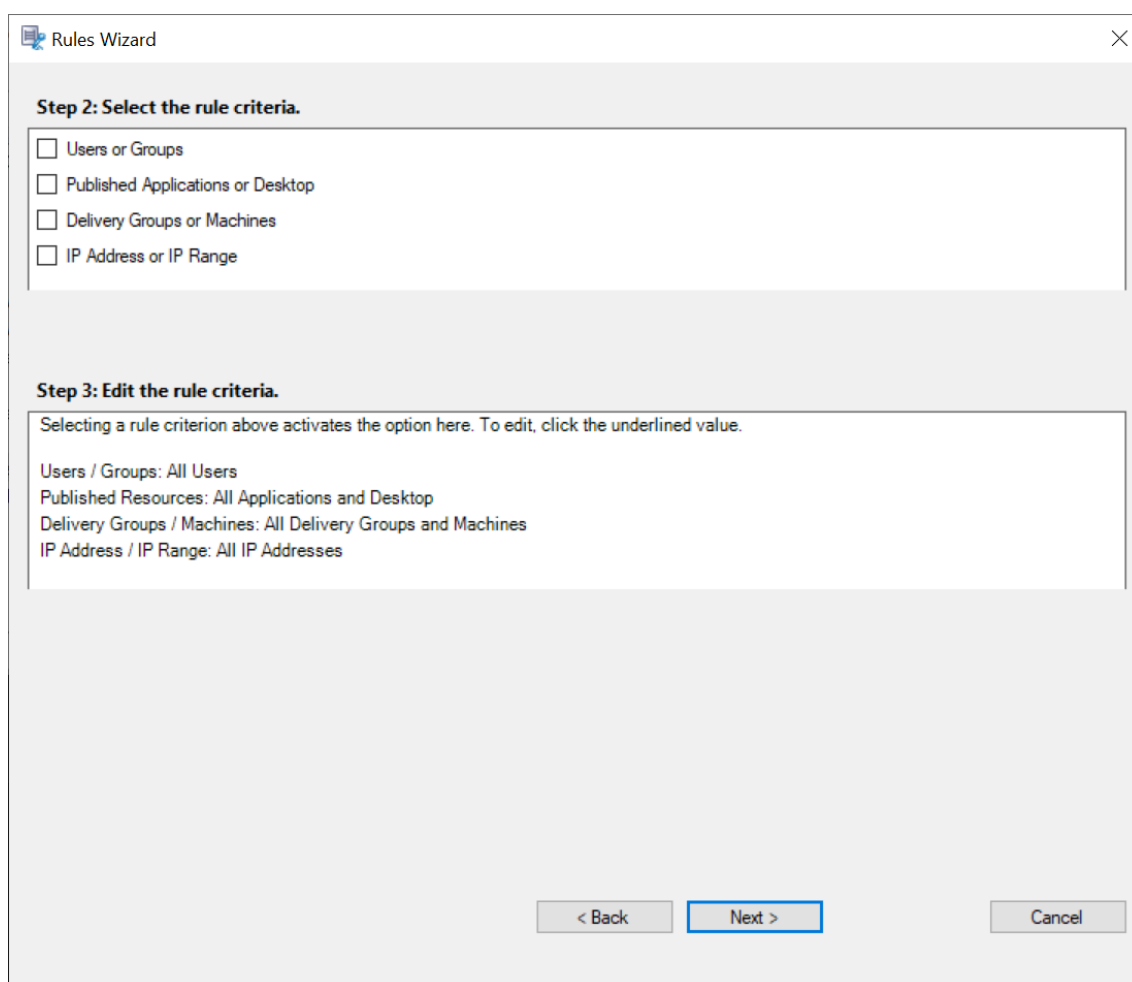 Rules Wizard
Step 2: Select the rule criteria.
Users or Groups
Published Applications or Desktop
Delivery Groups or Machines
IP Address or IP Range
Step 3: Edit the rule criteria.
Selecting a rule criterion above activates the option here. To edit, click the underlined value.
Users / Groups: All Users
Published Resources: All Applications and Desktop
Delivery Groups / Machines: All Delivery Groups and Machines
IP Address / IP Range: All IP Addresses
< Back Next > Cancel